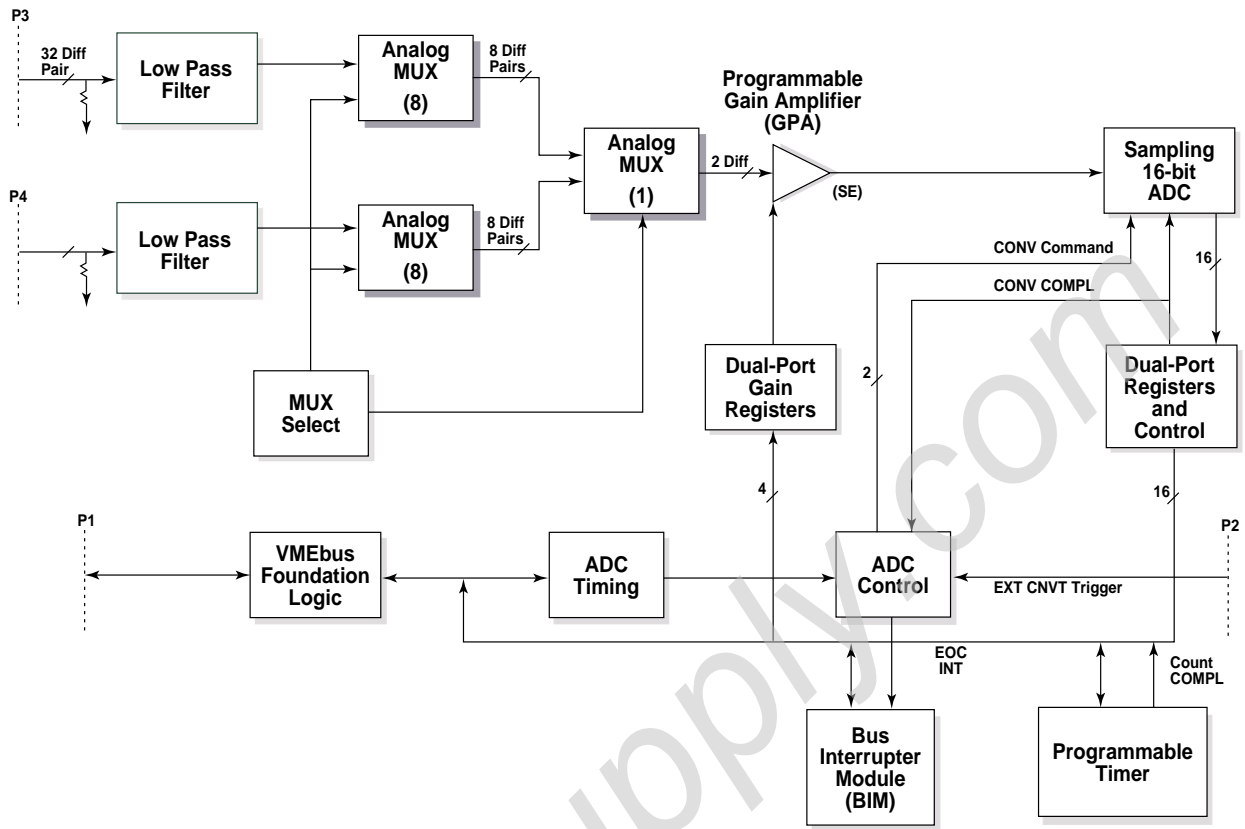 P3
32 Diff
Pair
Low Pass
Filter
Analog
MUX
(8)
8 Diff
Pairs
Programmable
Gain Amplifier
(GPA)
Analog
MUX
(1)
2 Diff
(SE)
Sampling
16-bit
ADC
P4
Low Pass
Filter
Analog
MUX
(8)
8 Diff
Pairs
CONV Command
16
CONV COMPL
MUX
Select
Dual-Port
Gain
Registers
2
Dual-Port
Registers
and
Control
4
16
P1
P2
VMEbus
Foundation
Logic
ADC
Timing
ADC
Control
EXT CNVT Trigger
EOC
INT
Count
COMPL
Bus
Interrupter
Module
(BIM)
Programmable
Timer
upply.com